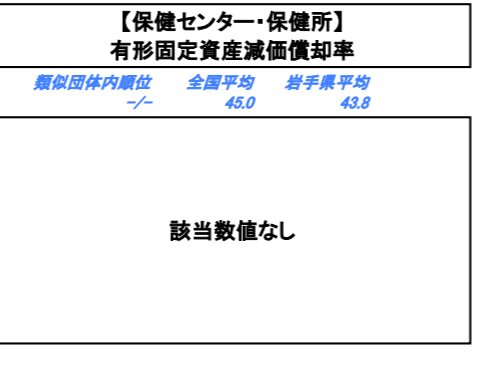 【保健センター・保健所】
有形固定資産減価償却率
類似団体内順位 全国平均 岩手県平均
-/- 45.0 43.8
該当数値なし